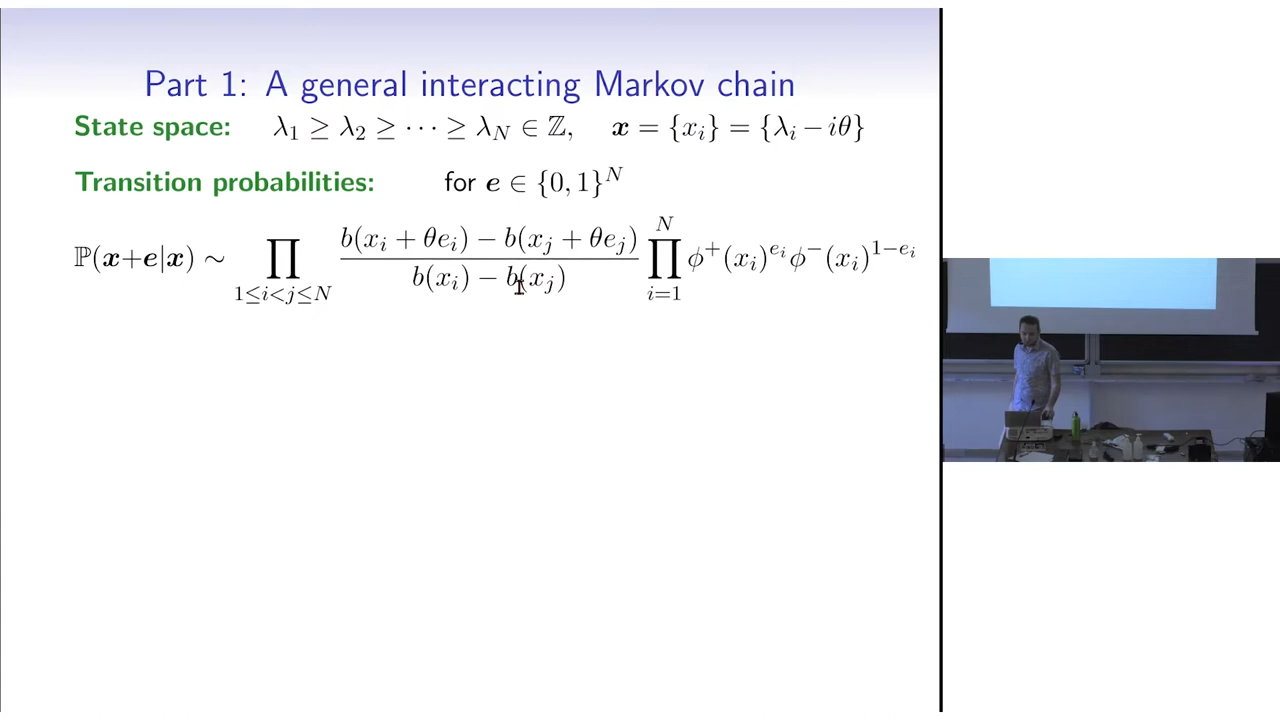 Part 1: A general interacting Markov chain
State space: λ₁ ≥ λ₂ ≥ ⋯ ≥ λ_N ∈ ℤ, 𝒙 = {x_i} = {λ_i − iθ}
Transition probabilities: for 𝒆 ∈ {0, 1}^N
ℙ(𝒙+𝒆|𝒙) ∼ ∏_{1≤i<j≤N} \frac{b(x_i + θe_i) − b(x_j + θe_j)}{b(x_i) − b(x_j)} ∏_{i=1}^{N} ϕ⁺(x_i)^{e_i} ϕ⁻(x_i)^{1−e_i}